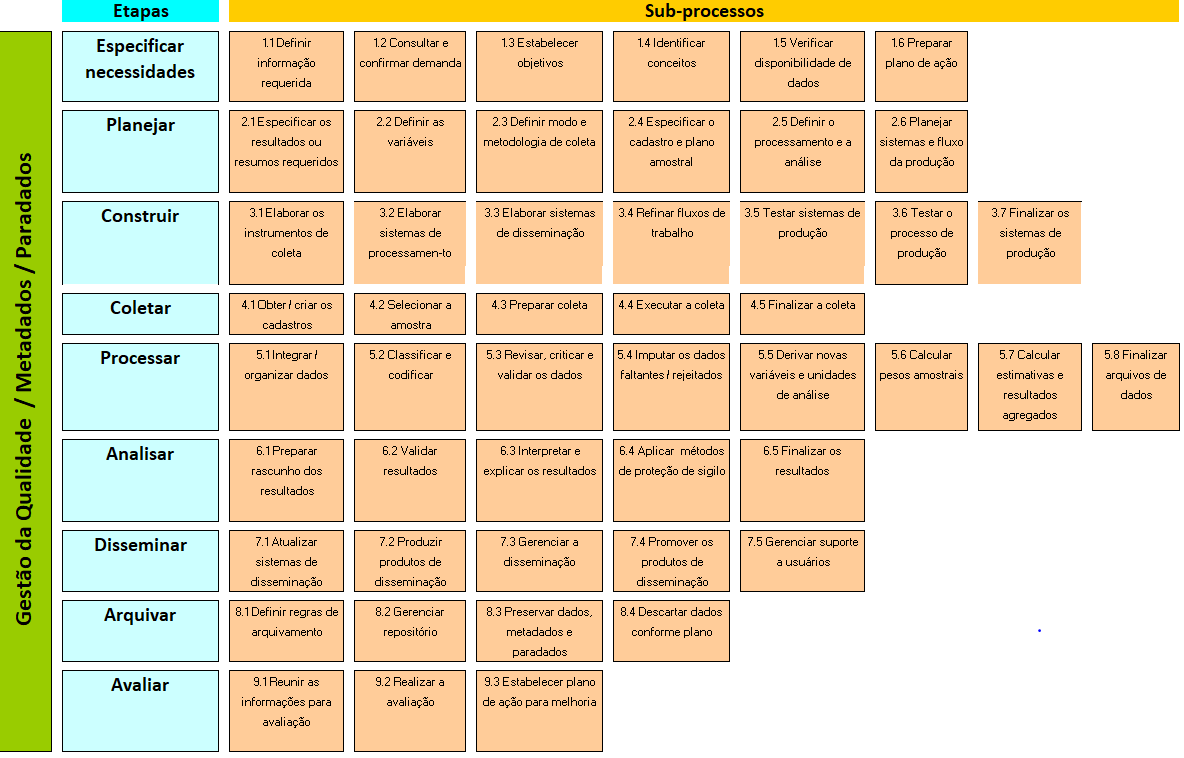 Etapas
Sub-processos
Gestão da Qualidade / Metadados / Paradados
Especificar
necessidades
1.1 Definir
informação
requerida
1.2 Consultar e
confirmar demanda
1.3 Estabelecer
objetivos
1.4 Identificar
conceitos
1.5 Verificar
disponibilidade de
dados
1.6 Preparar
plano de ação
Planejar
2.1 Especificar os
resultados ou
resumos requeridos
2.2 Definir as
variáveis
2.3 Definir modo e
metodologia de coleta
2.4 Especificar o
cadastro e plano
amostral
2.5 Definir o
processamento e a
análise
2.6 Planejar
sistemas e fluxo
da produção
Construir
3.1 Elaborar os
instrumentos de
coleta
3.2 Elaborar
sistemas de
processamen-to
3.3 Elaborar sistemas
de disseminação
3.4 Refinar fluxos de
trabalho
3.5 Testar sistemas de
produção
3.6 Testar o
processo de
produção
3.7 Finalizar os
sistemas de
produção
Coletar
4.1 Obter / criar os
cadastros
4.2 Selecionar a
amostra
4.3 Preparar coleta
4.4 Executar a coleta
4.5 Finalizar a coleta
Processar
5.1 Integrar /
organizar dados
5.2 Classificar e
codificar
5.3 Revisar, criticar e
validar os dados
5.4 Imputar os dados
faltantes / rejeitados
5.5 Derivar novas
variáveis e unidades
de análise
5.6 Calcular
pesos amostrais
5.7 Calcular
estimativas e
resultados
agregados
5.8 Finalizar
arquivos de
dados
Analisar
6.1 Preparar
rascunho dos
resultados
6.2 Validar
resultados
6.3 Interpretar e
explicar os resultados
6.4 Aplicar métodos
de proteção de sigilo
6.5 Finalizar os
resultados
Disseminar
7.1 Atualizar
sistemas de
disseminação
7.2 Produzir
produtos de
disseminação
7.3 Gerenciar a
disseminação
7.4 Promover os
produtos de
disseminação
7.5 Gerenciar suporte
a usuários
Arquivar
8.1 Definir regras de
arquivamento
8.2 Gerenciar
repositório
8.3 Preservar dados,
metadados e
paradados
8.4 Descartar dados
conforme plano
Avaliar
9.1 Reunir as
informações para
avaliação
9.2 Realizar a
avaliação
9.3 Estabelecer plano
de ação para melhoria